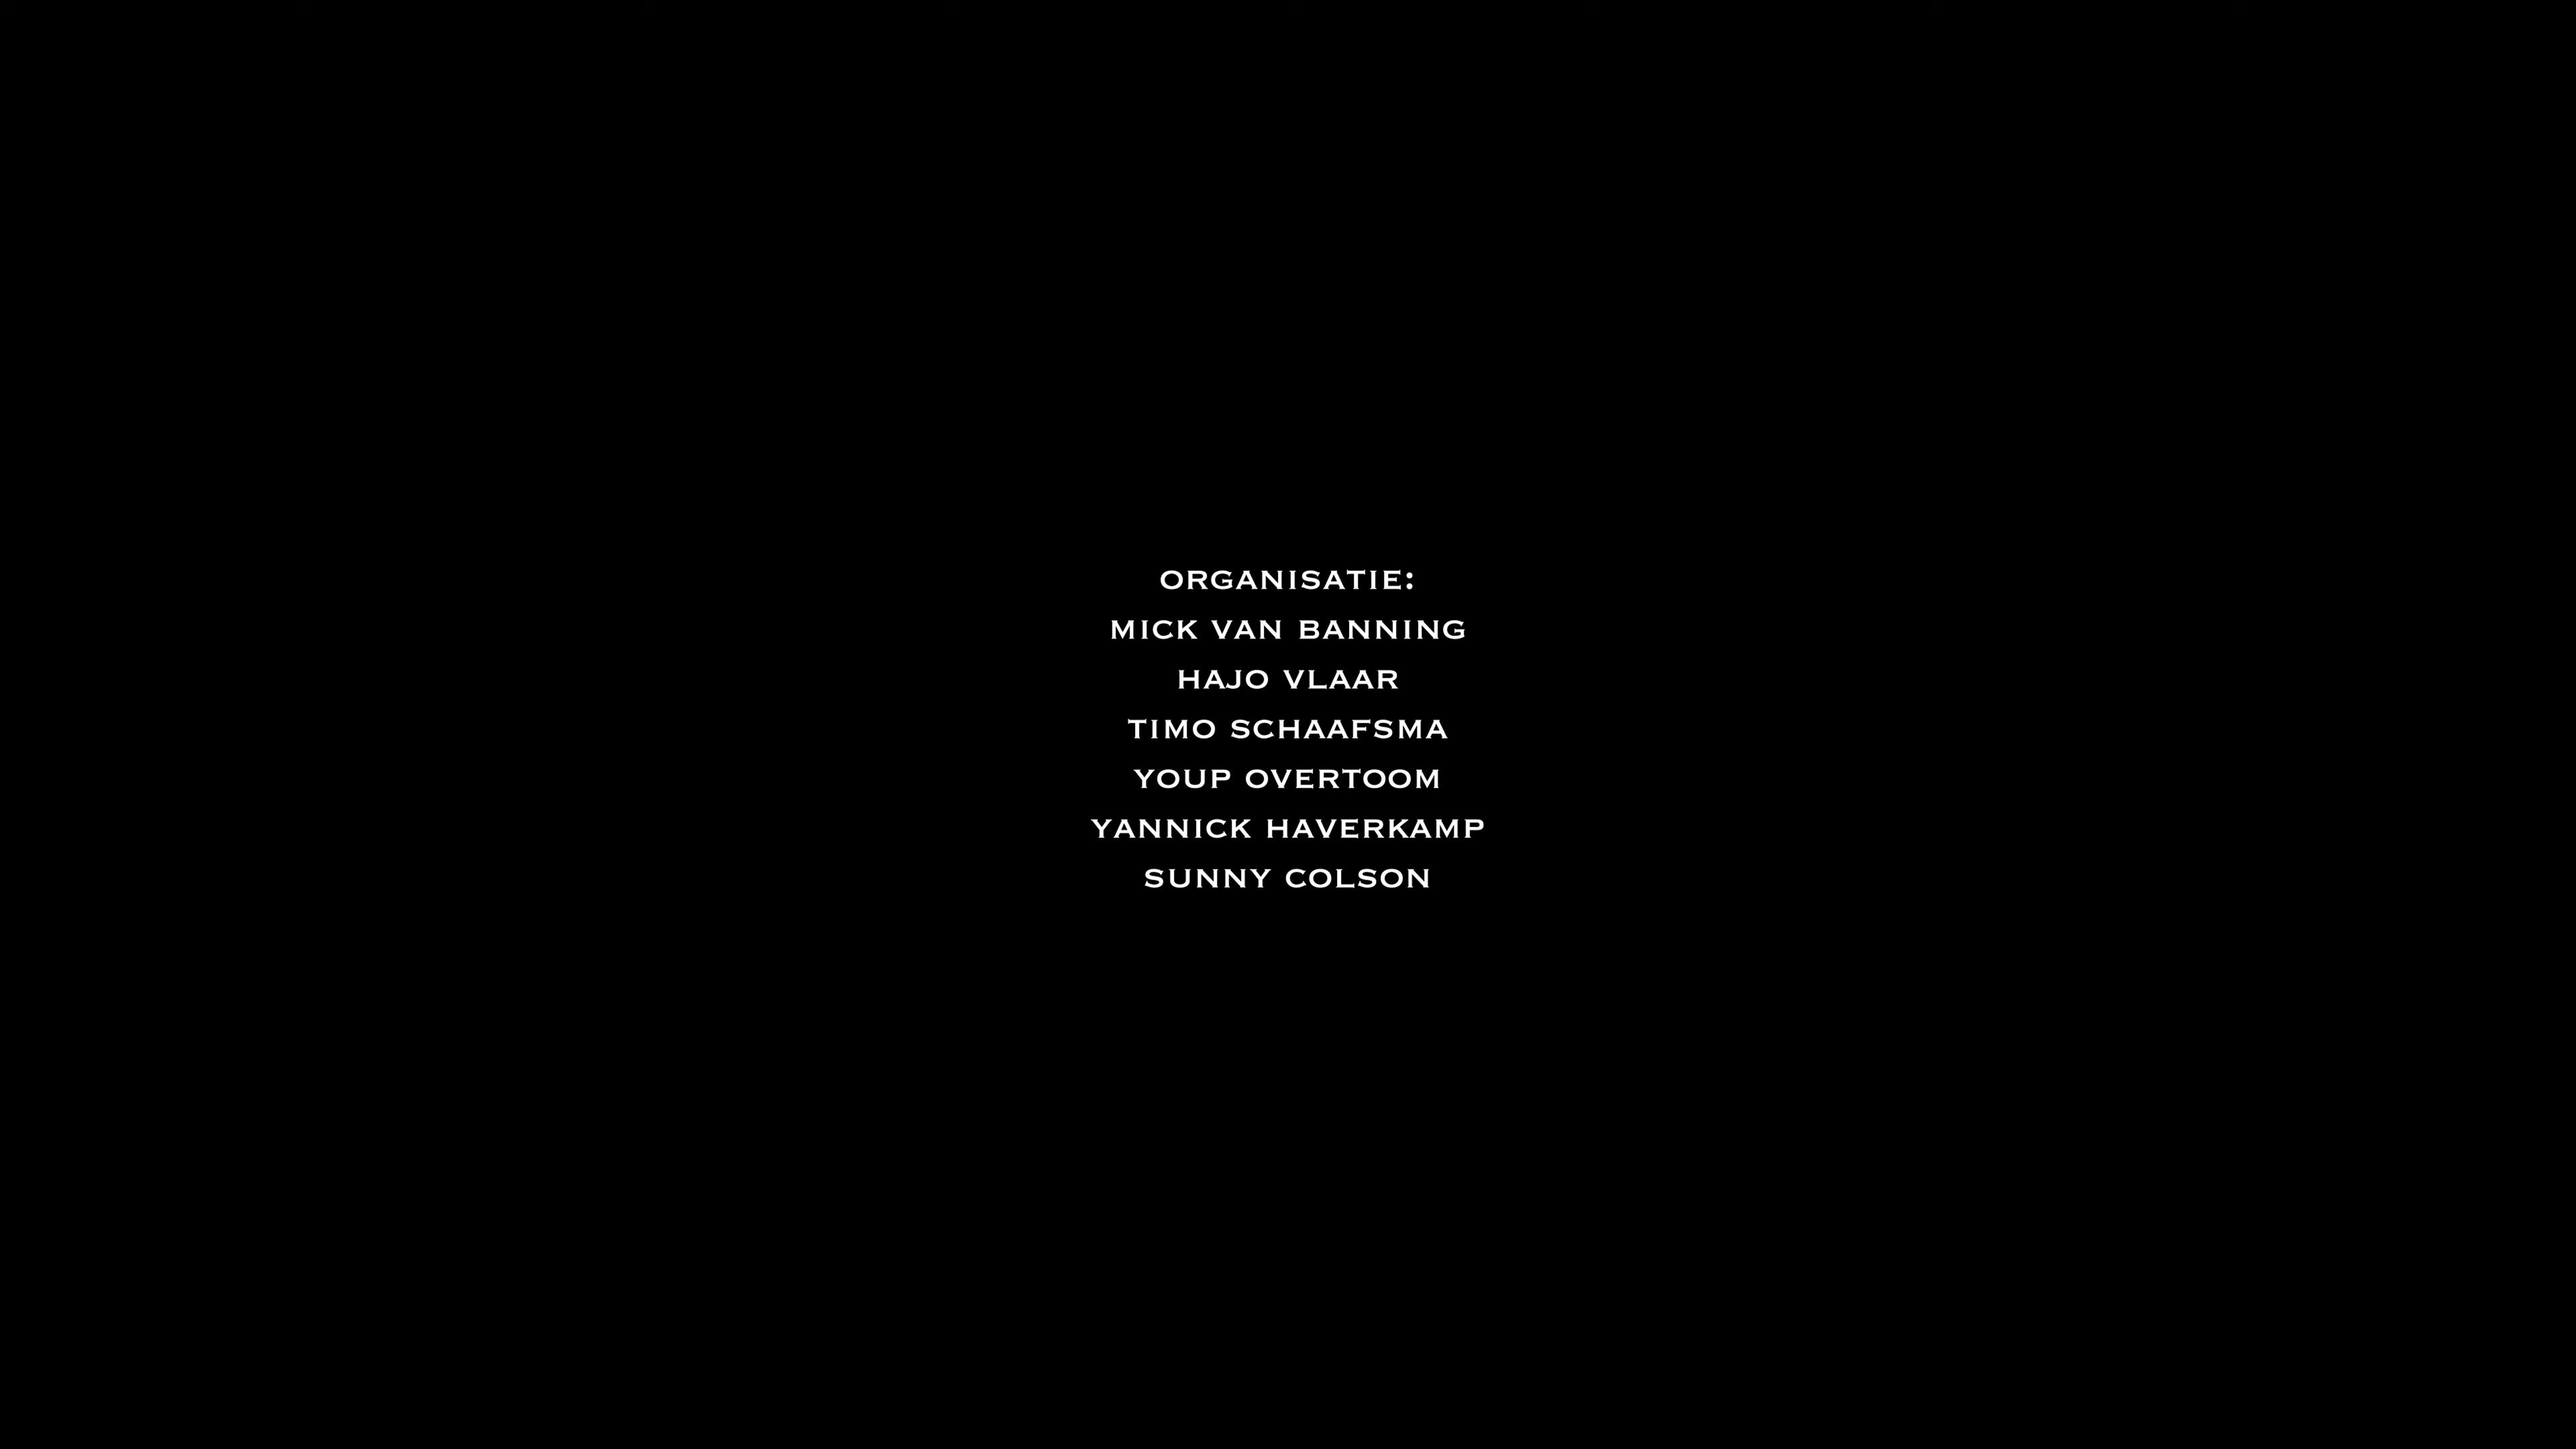 ORGANISATIE:
MICK VAN BANNING
HAJO VLAAR
TIMO SCHAAFSMA
YOUP OVERTOOM
YANNICK HAVERKAMP
SUNNY COLSON